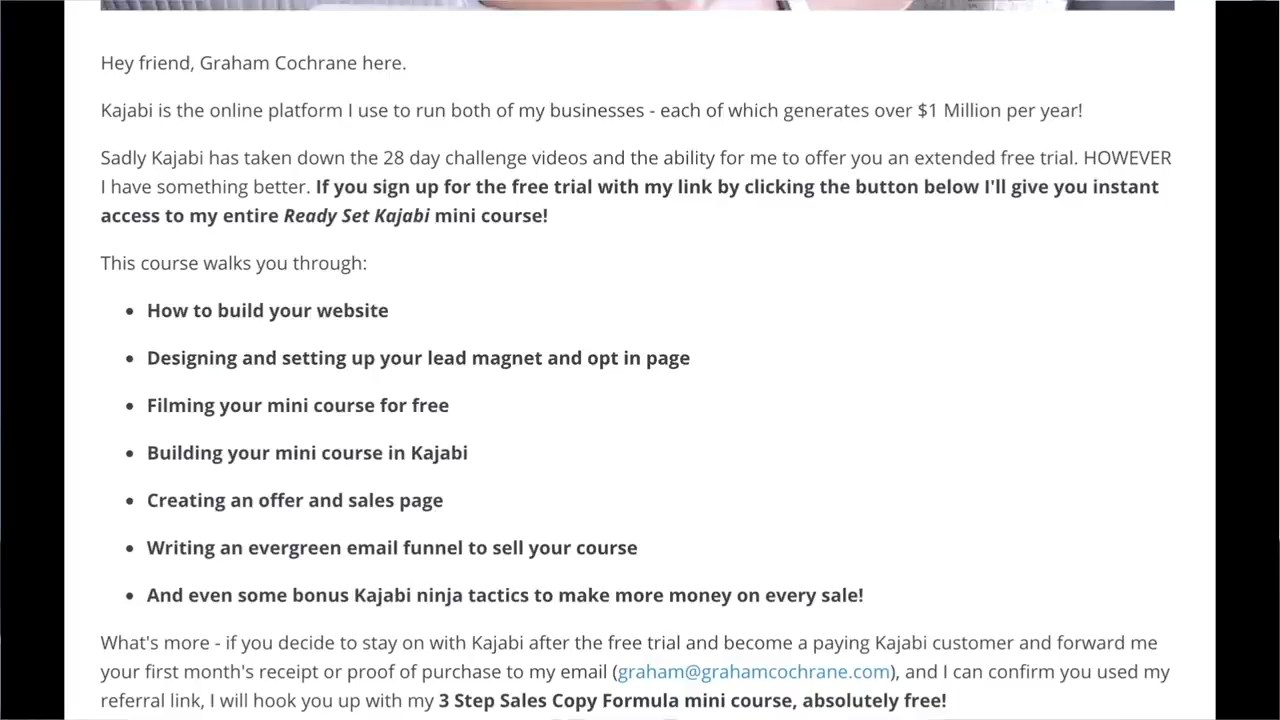 Hey friend, Graham Cochrane here.
Kajabi is the online platform I use to run both of my businesses - each of which generates over $1 Million per year!
Sadly Kajabi has taken down the 28 day challenge videos and the ability for me to offer you an extended free trial. HOWEVER
I have something better. If you sign up for the free trial with my link by clicking the button below I'll give you instant
access to my entire Ready Set Kajabi mini course!
This course walks you through:
• How to build your website
• Designing and setting up your lead magnet and opt in page
• Filming your mini course for free
• Building your mini course in Kajabi
• Creating an offer and sales page
• Writing an evergreen email funnel to sell your course
• And even some bonus Kajabi ninja tactics to make more money on every sale!
What's more - if you decide to stay on with Kajabi after the free trial and become a paying Kajabi customer and forward me
your first month's receipt or proof of purchase to my email (graham@grahamcochrane.com), and I can confirm you used my
referral link, I will hook you up with my 3 Step Sales Copy Formula mini course, absolutely free!